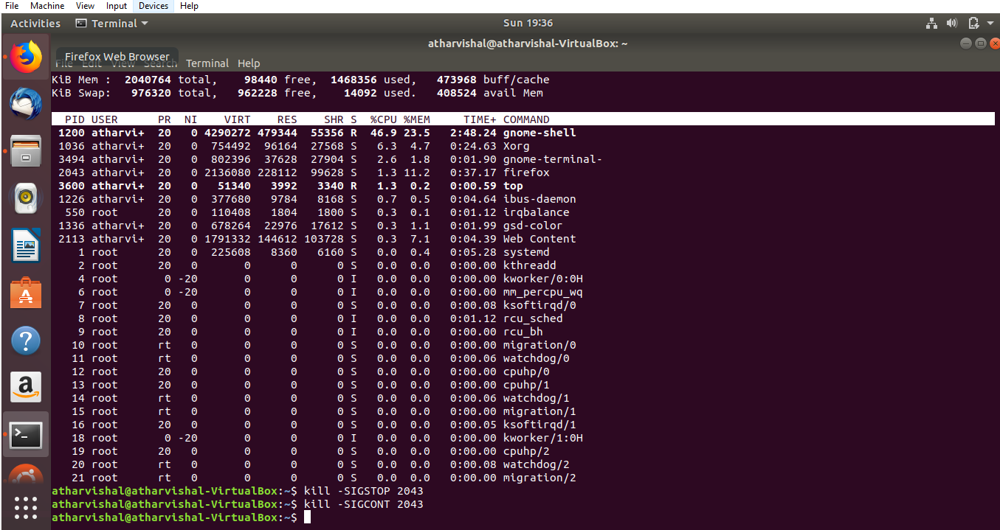 File Machine View Input Devices Help
Activities Terminal Sun 19:36
atharvishal@atharvishal-VirtualBox: ~
Firefox Web Browser
File Edit View Search Terminal Help
KiB Mem : 2040764 total, 98440 free, 1468356 used, 473968 buff/cache
KiB Swap: 976320 total, 962228 free, 14092 used. 408524 avail Mem
PID USER PR NI VIRT RES SHR S %CPU %MEM TIME+ COMMAND
1200 atharvi+ 20 0 4290272 479344 55356 R 46.9 23.5 2:48.24 gnome-shell
1036 atharvi+ 20 0 754492 96164 27568 S 6.3 4.7 0:24.63 Xorg
3494 atharvi+ 20 0 802396 37628 27904 S 2.6 1.8 0:01.90 gnome-terminal-
2043 atharvi+ 20 0 2136080 228112 99628 S 1.3 11.2 0:37.17 firefox
3600 atharvi+ 20 0 51340 3992 3340 R 1.3 0.2 0:00.59 top
1226 atharvi+ 20 0 377680 9784 8168 S 0.7 0.5 0:04.64 ibus-daemon
550 root 20 0 110408 1804 1800 S 0.3 0.1 0:01.12 irqbalance
1336 atharvi+ 20 0 678264 22976 17612 S 0.3 1.1 0:01.99 gsd-color
2113 atharvi+ 20 0 1791332 144612 103728 S 0.3 7.1 0:04.39 Web Content
1 root 20 0 225608 8360 6160 S 0.0 0.4 0:05.28 systemd
2 root 20 0 0 0 0 S 0.0 0.0 0:00.00 kthreadd
4 root 0 -20 0 0 0 I 0.0 0.0 0:00.00 kworker/0:0H
6 root 0 -20 0 0 0 I 0.0 0.0 0:00.00 mm_percpu_wq
7 root 20 0 0 0 0 S 0.0 0.0 0:00.08 ksoftirqd/0
8 root 20 0 0 0 0 I 0.0 0.0 0:01.12 rcu_sched
9 root 20 0 0 0 0 I 0.0 0.0 0:00.00 rcu_bh
10 root rt 0 0 0 0 S 0.0 0.0 0:00.00 migration/0
11 root rt 0 0 0 0 S 0.0 0.0 0:00.06 watchdog/0
12 root 20 0 0 0 0 S 0.0 0.0 0:00.00 cpuhp/0
13 root 20 0 0 0 0 S 0.0 0.0 0:00.00 cpuhp/1
14 root rt 0 0 0 0 S 0.0 0.0 0:00.06 watchdog/1
15 root rt 0 0 0 0 S 0.0 0.0 0:00.00 migration/1
16 root 20 0 0 0 0 S 0.0 0.0 0:00.05 ksoftirqd/1
18 root 0 -20 0 0 0 I 0.0 0.0 0:00.00 kworker/1:0H
19 root 20 0 0 0 0 S 0.0 0.0 0:00.00 cpuhp/2
20 root rt 0 0 0 0 S 0.0 0.0 0:00.08 watchdog/2
21 root rt 0 0 0 0 S 0.0 0.0 0:00.00 migration/2
atharvishal@atharvishal-VirtualBox:~$ kill -SIGSTOP 2043
atharvishal@atharvishal-VirtualBox:~$ kill -SIGCONT 2043
atharvishal@atharvishal-VirtualBox:~$